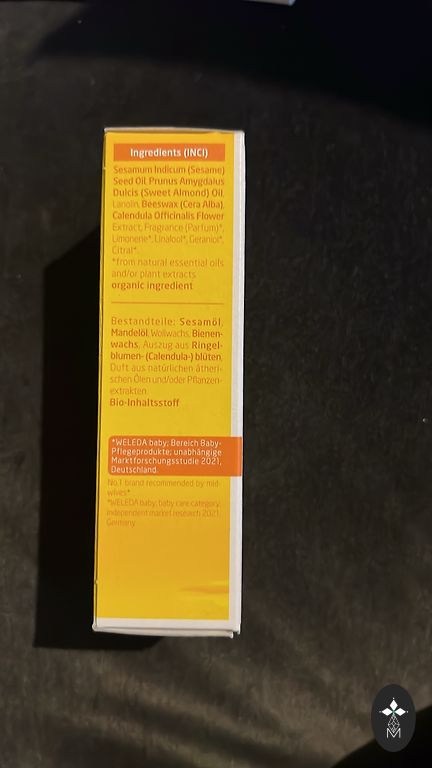 Ingredients (INCI)
Sesamum Indicum (Sesame)
Seed Oil, Prunus Amygdalus
Dulcis (Sweet Almond) Oil,
Lanolin, Beeswax (Cera Alba),
Calendula Officinalis Flower
Extract, Fragrance (Parfum)*,
Limonene*, Linalool*, Geraniol*,
Citral*.
*from natural essential oils
and/or plant extracts
organic ingredient
Bestandteile: Sesamöl,
Mandelöl, Wollwachs, Bienen-
wachs, Auszug aus Ringel-
blumen- (Calendula-) blüten,
Duft aus natürlichen ätheri-
schen Ölen und/oder Pflanzen-
extrakten.
Bio-Inhaltsstoff
*WELEDA baby; Bereich Baby-
Pflegeprodukte; unabhängige
Marktforschungsstudie 2021,
Deutschland.
No.1 brand recommended by mid-
wives*
*WELEDA baby; baby care category;
independent market research 2021,
Germany
M